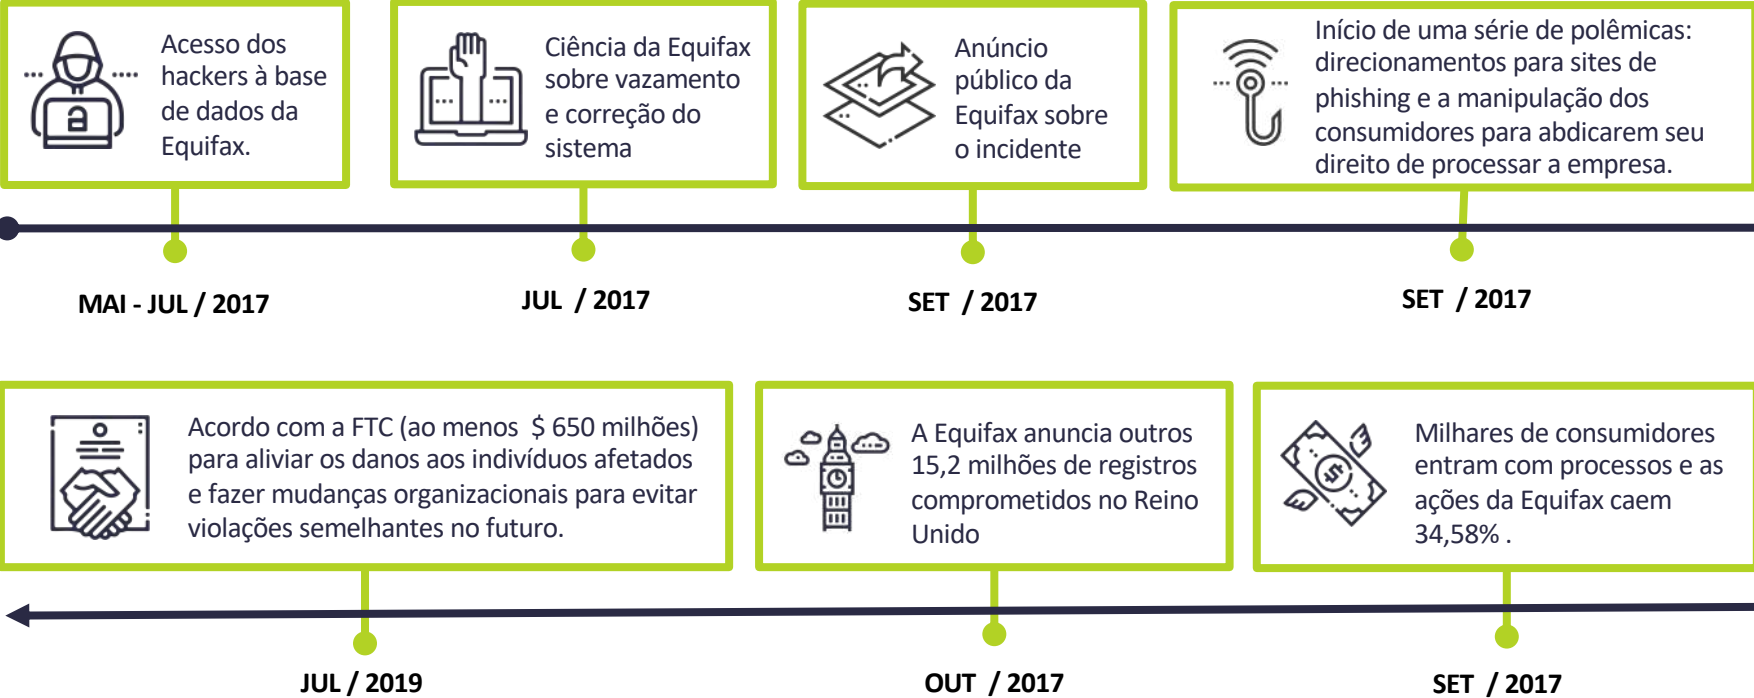 Acesso dos
hackers à base
de dados da
Equifax.
MAI - JUL / 2017
Ciência da Equifax
sobre vazamento
e correção do
sistema
JUL / 2017
Anúncio
público da
Equifax sobre
o incidente
SET / 2017
Início de uma série de polêmicas:
direcionamentos para sites de
phishing e a manipulação dos
consumidores para abdicarem seu
direito de processar a empresa.
SET / 2017
Milhares de consumidores
entram com processos e as
ações da Equifax caem
34,58% .
SET / 2017
A Equifax anuncia outros
15,2 milhões de registros
comprometidos no Reino
Unido
OUT / 2017
Acordo com a FTC (ao menos $ 650 milhões)
para aliviar os danos aos indivíduos afetados
e fazer mudanças organizacionais para evitar
violações semelhantes no futuro.
JUL / 2019